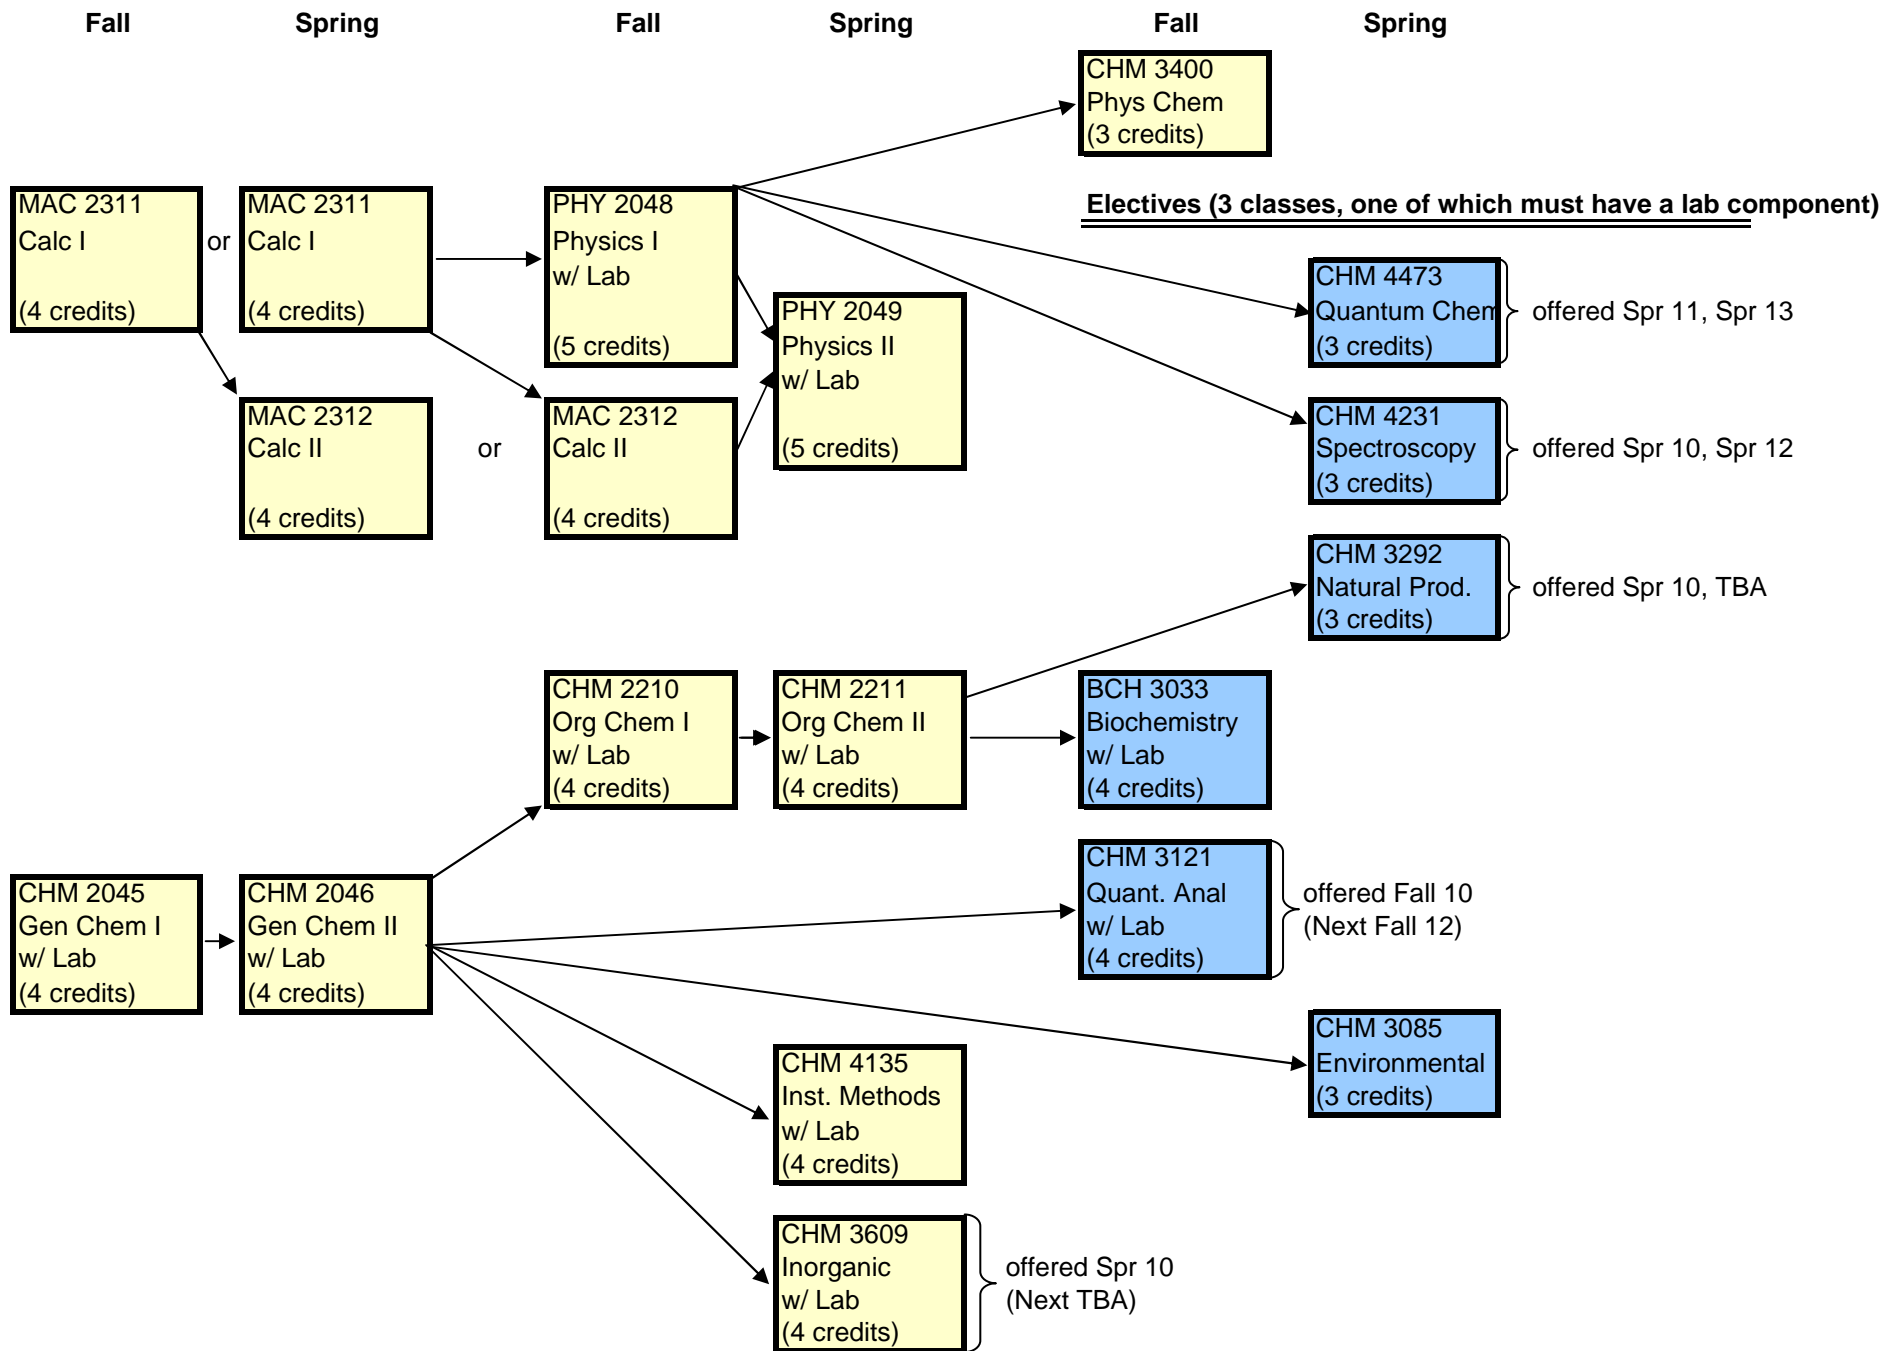 Fall Spring Fall Spring Fall Spring
CHM 3400
Phys Chem
(3 credits)
MAC 2311
Calc I
(4 credits)
or
MAC 2311
Calc I
(4 credits)
PHY 2048
Physics I
w/ Lab
(5 credits)
Electives (3 classes, one of which must have a lab component)
CHM 4473
Quantum Chem
(3 credits)
offered Spr 11, Spr 13
PHY 2049
Physics II
w/ Lab
(5 credits)
MAC 2312
Calc II
(4 credits)
or
MAC 2312
Calc II
(4 credits)
CHM 4231
Spectroscopy
(3 credits)
offered Spr 10, Spr 12
CHM 3292
Natural Prod.
(3 credits)
offered Spr 10, TBA
CHM 2210
Org Chem I
w/ Lab
(4 credits)
CHM 2211
Org Chem II
w/ Lab
(4 credits)
BCH 3033
Biochemistry
w/ Lab
(4 credits)
CHM 3121
Quant. Anal
w/ Lab
(4 credits)
offered Fall 10
(Next Fall 12)
CHM 2045
Gen Chem I
w/ Lab
(4 credits)
CHM 2046
Gen Chem II
w/ Lab
(4 credits)
CHM 3085
Environmental
(3 credits)
CHM 4135
Inst. Methods
w/ Lab
(4 credits)
CHM 3609
Inorganic
w/ Lab
(4 credits)
offered Spr 10
(Next TBA)